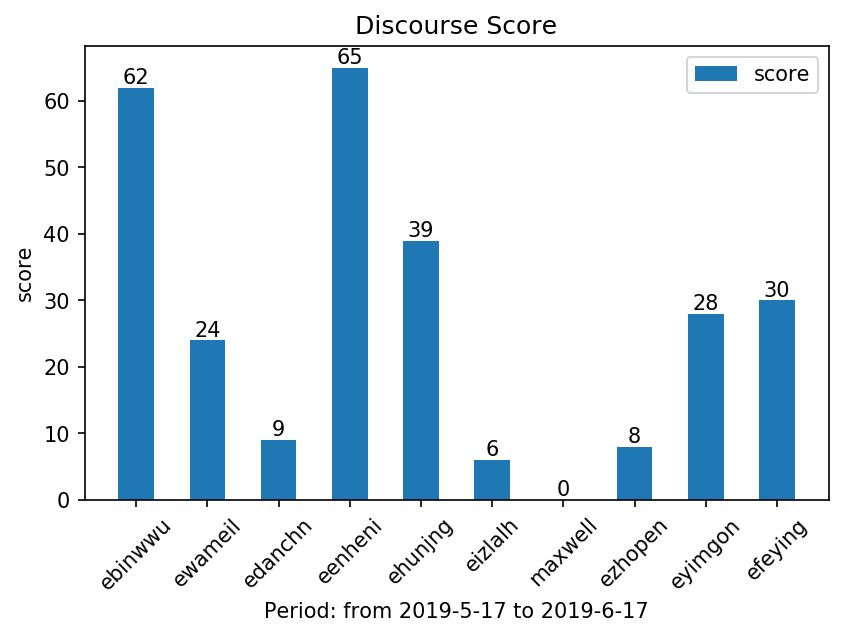 Discourse Score
score
62
24
9
65
39
6
0
8
28
30
60
50
40
30
20
10
0
score
ebinwwu
ewameil
edanchn
eenheni
ehunjng
eizlalh
maxwell
ezhopen
eyimgon
efeying
Period: from 2019-5-17 to 2019-6-17